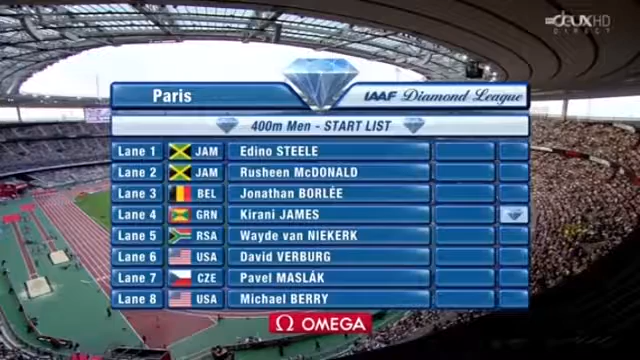 deux HD
DIRECT
Paris
IAAF Diamond League
400m Men - START LIST
Lane 1 JAM Edino STEELE
Lane 2 JAM Rusheen McDONALD
Lane 3 BEL Jonathan BORLÉE
Lane 4 GRN Kirani JAMES
Lane 5 RSA Wayde van NIEKERK
Lane 6 USA David VERBURG
Lane 7 CZE Pavel MASLÁK
Lane 8 USA Michael BERRY
Ω OMEGA